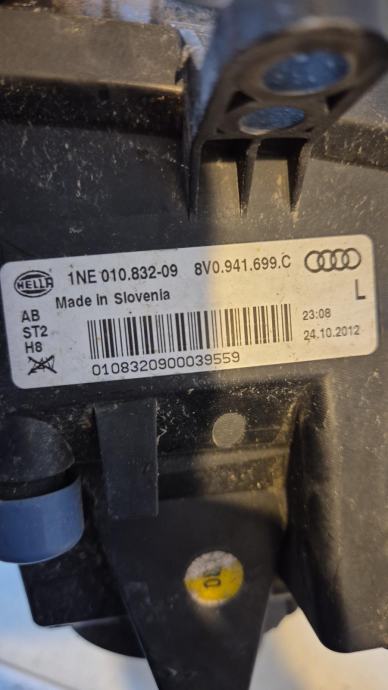 HELLA
1NE 010.832-09 8V0.941.699.C
Made in Slovenia
L
AB
ST2
H8
23:08
24.10.2012
0108320900039559